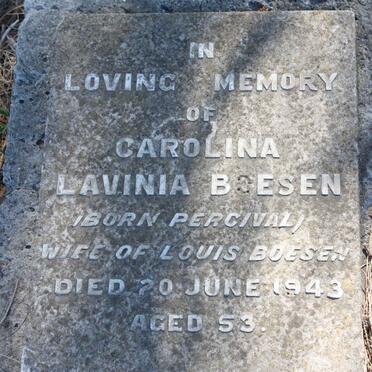 IN
LOVING MEMORY
OF
CAROLINA
LAVINIA BOESEN
(BORN PERCIVAL)
WIFE OF LOUIS BOESEN
DIED 20 JUNE 1943
AGED 53.